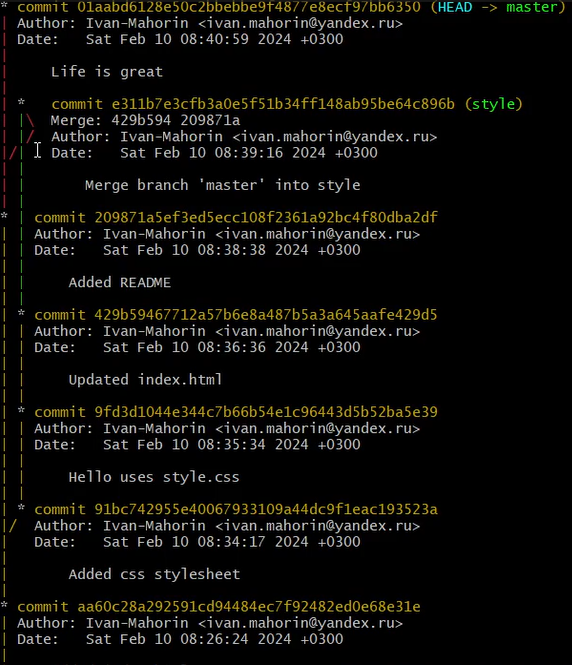 * commit 01aabd6128e50c2bbebbe9f4877e8ecf97bb6350 (HEAD -> master)
| Author: Ivan-Mahorin <ivan.mahorin@yandex.ru>
| Date:   Sat Feb 10 08:40:59 2024 +0300
|
|     Life is great
|
| *   commit e311b7e3cfb3a0e5f51b34ff148ab95be64c896b (style)
| |\  Merge: 429b594 209871a
| |/  Author: Ivan-Mahorin <ivan.mahorin@yandex.ru>
|/|   Date:   Sat Feb 10 08:39:16 2024 +0300
| |
| |       Merge branch 'master' into style
| |
* | commit 209871a5ef3ed5ecc108f2361a92bc4f80dba2df
| | Author: Ivan-Mahorin <ivan.mahorin@yandex.ru>
| | Date:   Sat Feb 10 08:38:38 2024 +0300
| |
| |     Added README
| |
| * commit 429b59467712a57b6e8a487b5a3a645aafe429d5
| | Author: Ivan-Mahorin <ivan.mahorin@yandex.ru>
| | Date:   Sat Feb 10 08:36:36 2024 +0300
| |
| |     Updated index.html
| |
| * commit 9fd3d1044e344c7b66b54e1c96443d5b52ba5e39
| | Author: Ivan-Mahorin <ivan.mahorin@yandex.ru>
| | Date:   Sat Feb 10 08:35:34 2024 +0300
| |
| |     Hello uses style.css
| |
| * commit 91bc742955e40067933109a44dc9f1eac193523a
|/  Author: Ivan-Mahorin <ivan.mahorin@yandex.ru>
|   Date:   Sat Feb 10 08:34:17 2024 +0300
|
|       Added css stylesheet
|
* commit aa60c28a292591cd94484ec7f92482ed0e68e31e
| Author: Ivan-Mahorin <ivan.mahorin@yandex.ru>
| Date:   Sat Feb 10 08:26:24 2024 +0300
|